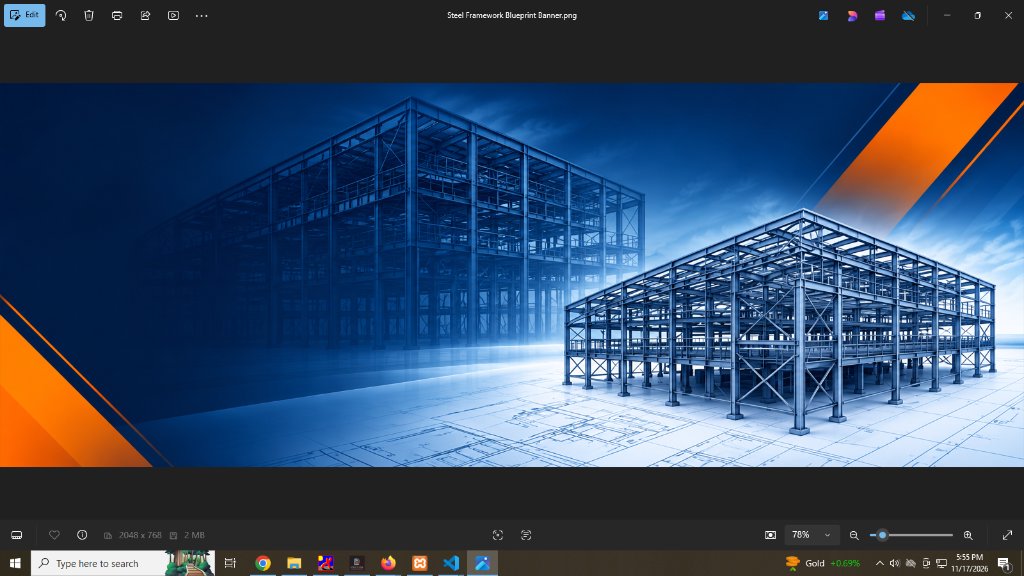 Edit
Steel Framework Blueprint Banner.png
2048 x 768
2 MB
78%
Type here to search
Gold +0.69%
5:55 PM
11/17/2026
1